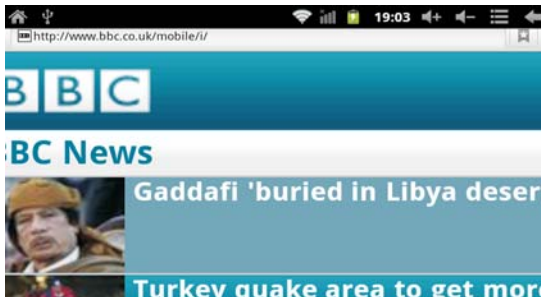 19:03
http://www.bbc.co.uk/mobile/i/
BBC
BBC News
Gaddafi 'buried in Libya deser
Turkey quake area to get more